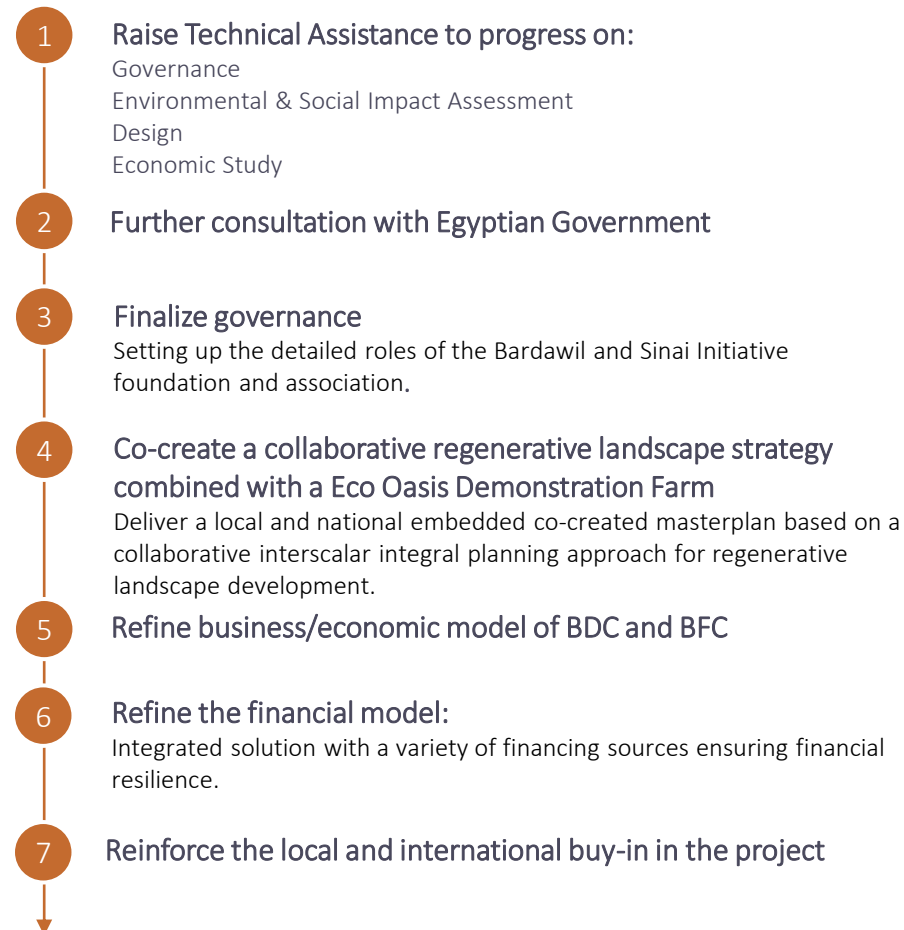 1
Raise Technical Assistance to progress on:
Governance
Environmental & Social Impact Assessment
Design
Economic Study
2
Further consultation with Egyptian Government
3
Finalize governance
Setting up the detailed roles of the Bardawil and Sinai Initiative
foundation and association.
4
Co-create a collaborative regenerative landscape strategy
combined with a Eco Oasis Demonstration Farm
Deliver a local and national embedded co-created masterplan based on a
collaborative interscalar integral planning approach for regenerative
landscape development.
5
Refine business/economic model of BDC and BFC
6
Refine the financial model:
Integrated solution with a variety of financing sources ensuring financial
resilience.
7
Reinforce the local and international buy-in in the project